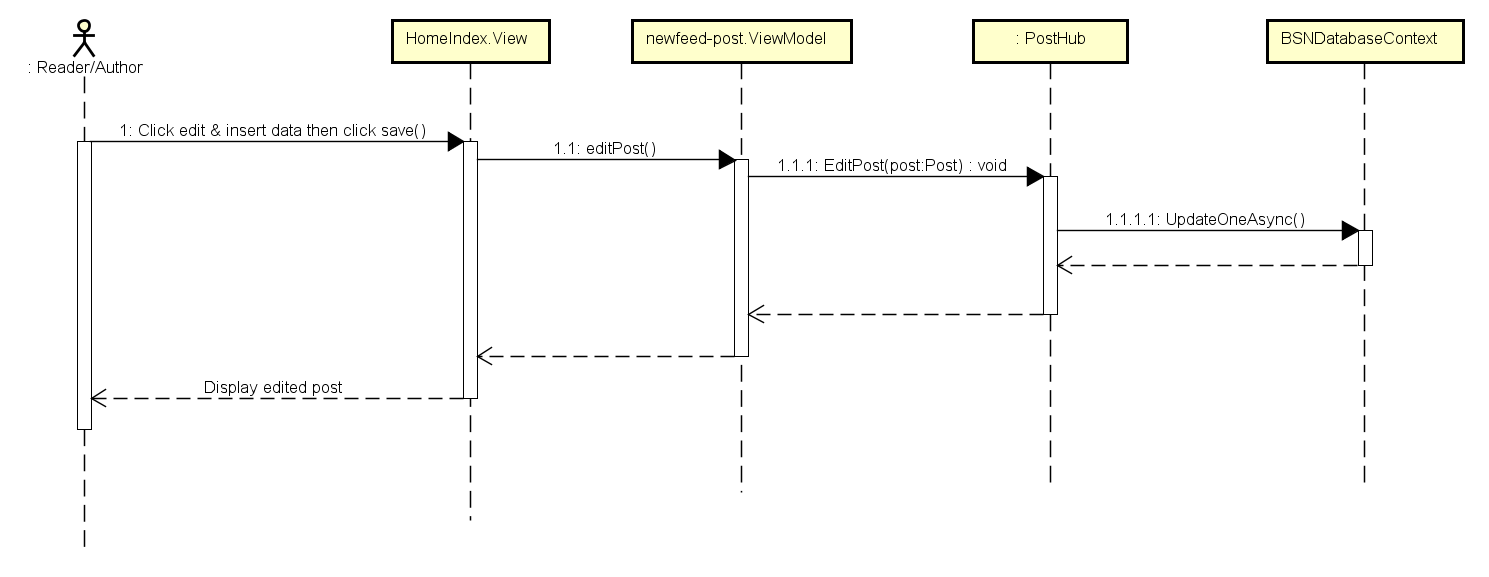 : Reader/Author
HomeIndex.View
newfeed-post.ViewModel
: PostHub
BSNDatabaseContext
1: Click edit & insert data then click save()
1.1: editPost()
1.1.1: EditPost(post:Post) : void
1.1.1.1: UpdateOneAsync()
Display edited post